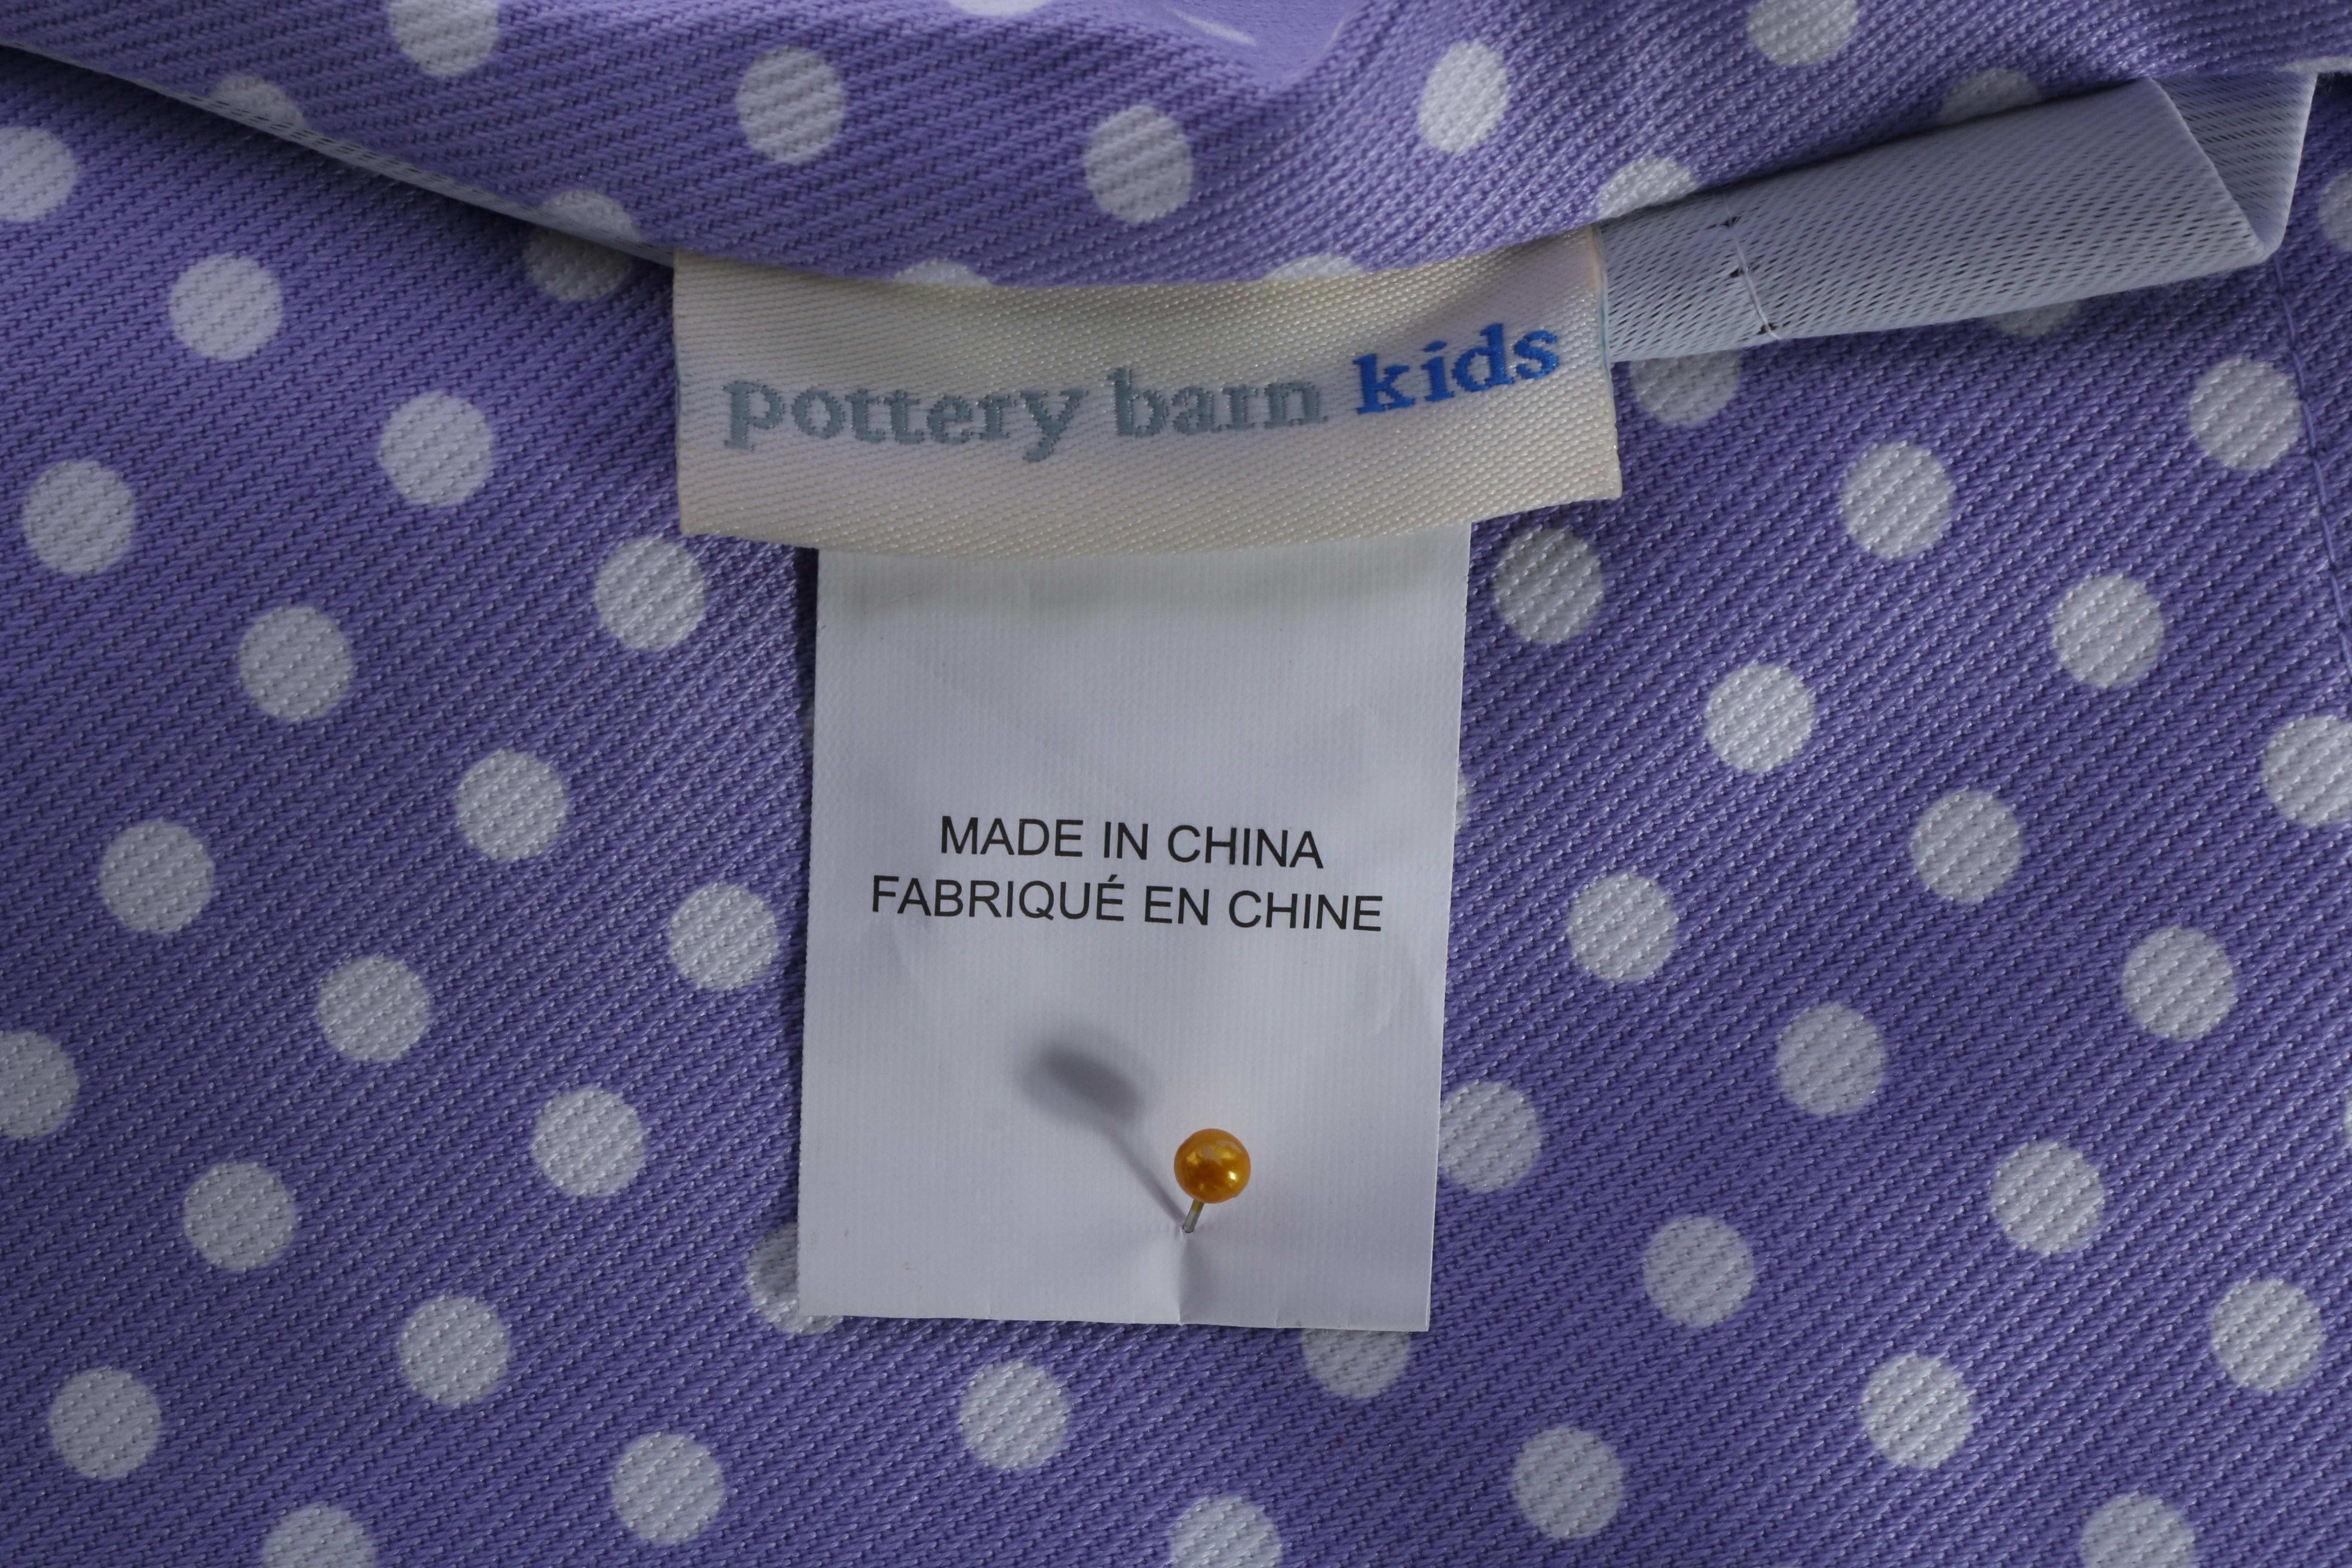 pottery barn kids
MADE IN CHINA
FABRIQUÉ EN CHINE